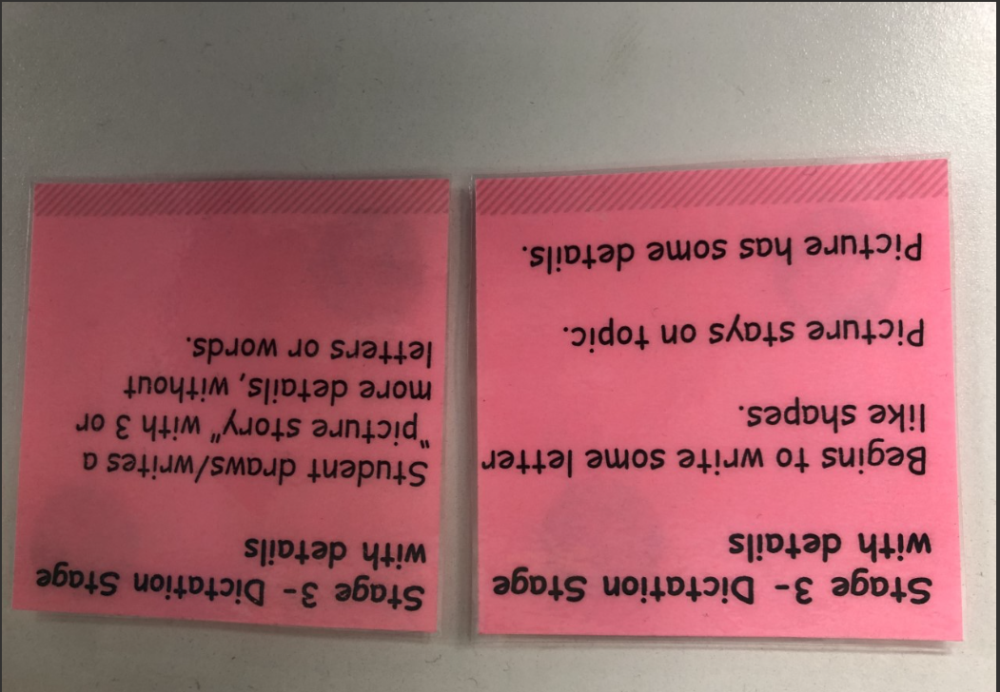 Stage 3- Dictation Stage
with details
Begins to write some letter
like shapes.
Picture stays on topic.
Picture has some details.
Stage 3- Dictation Stage
with details
Student draws/writes a
"picture story" with 3 or
more details, without
letters or words.